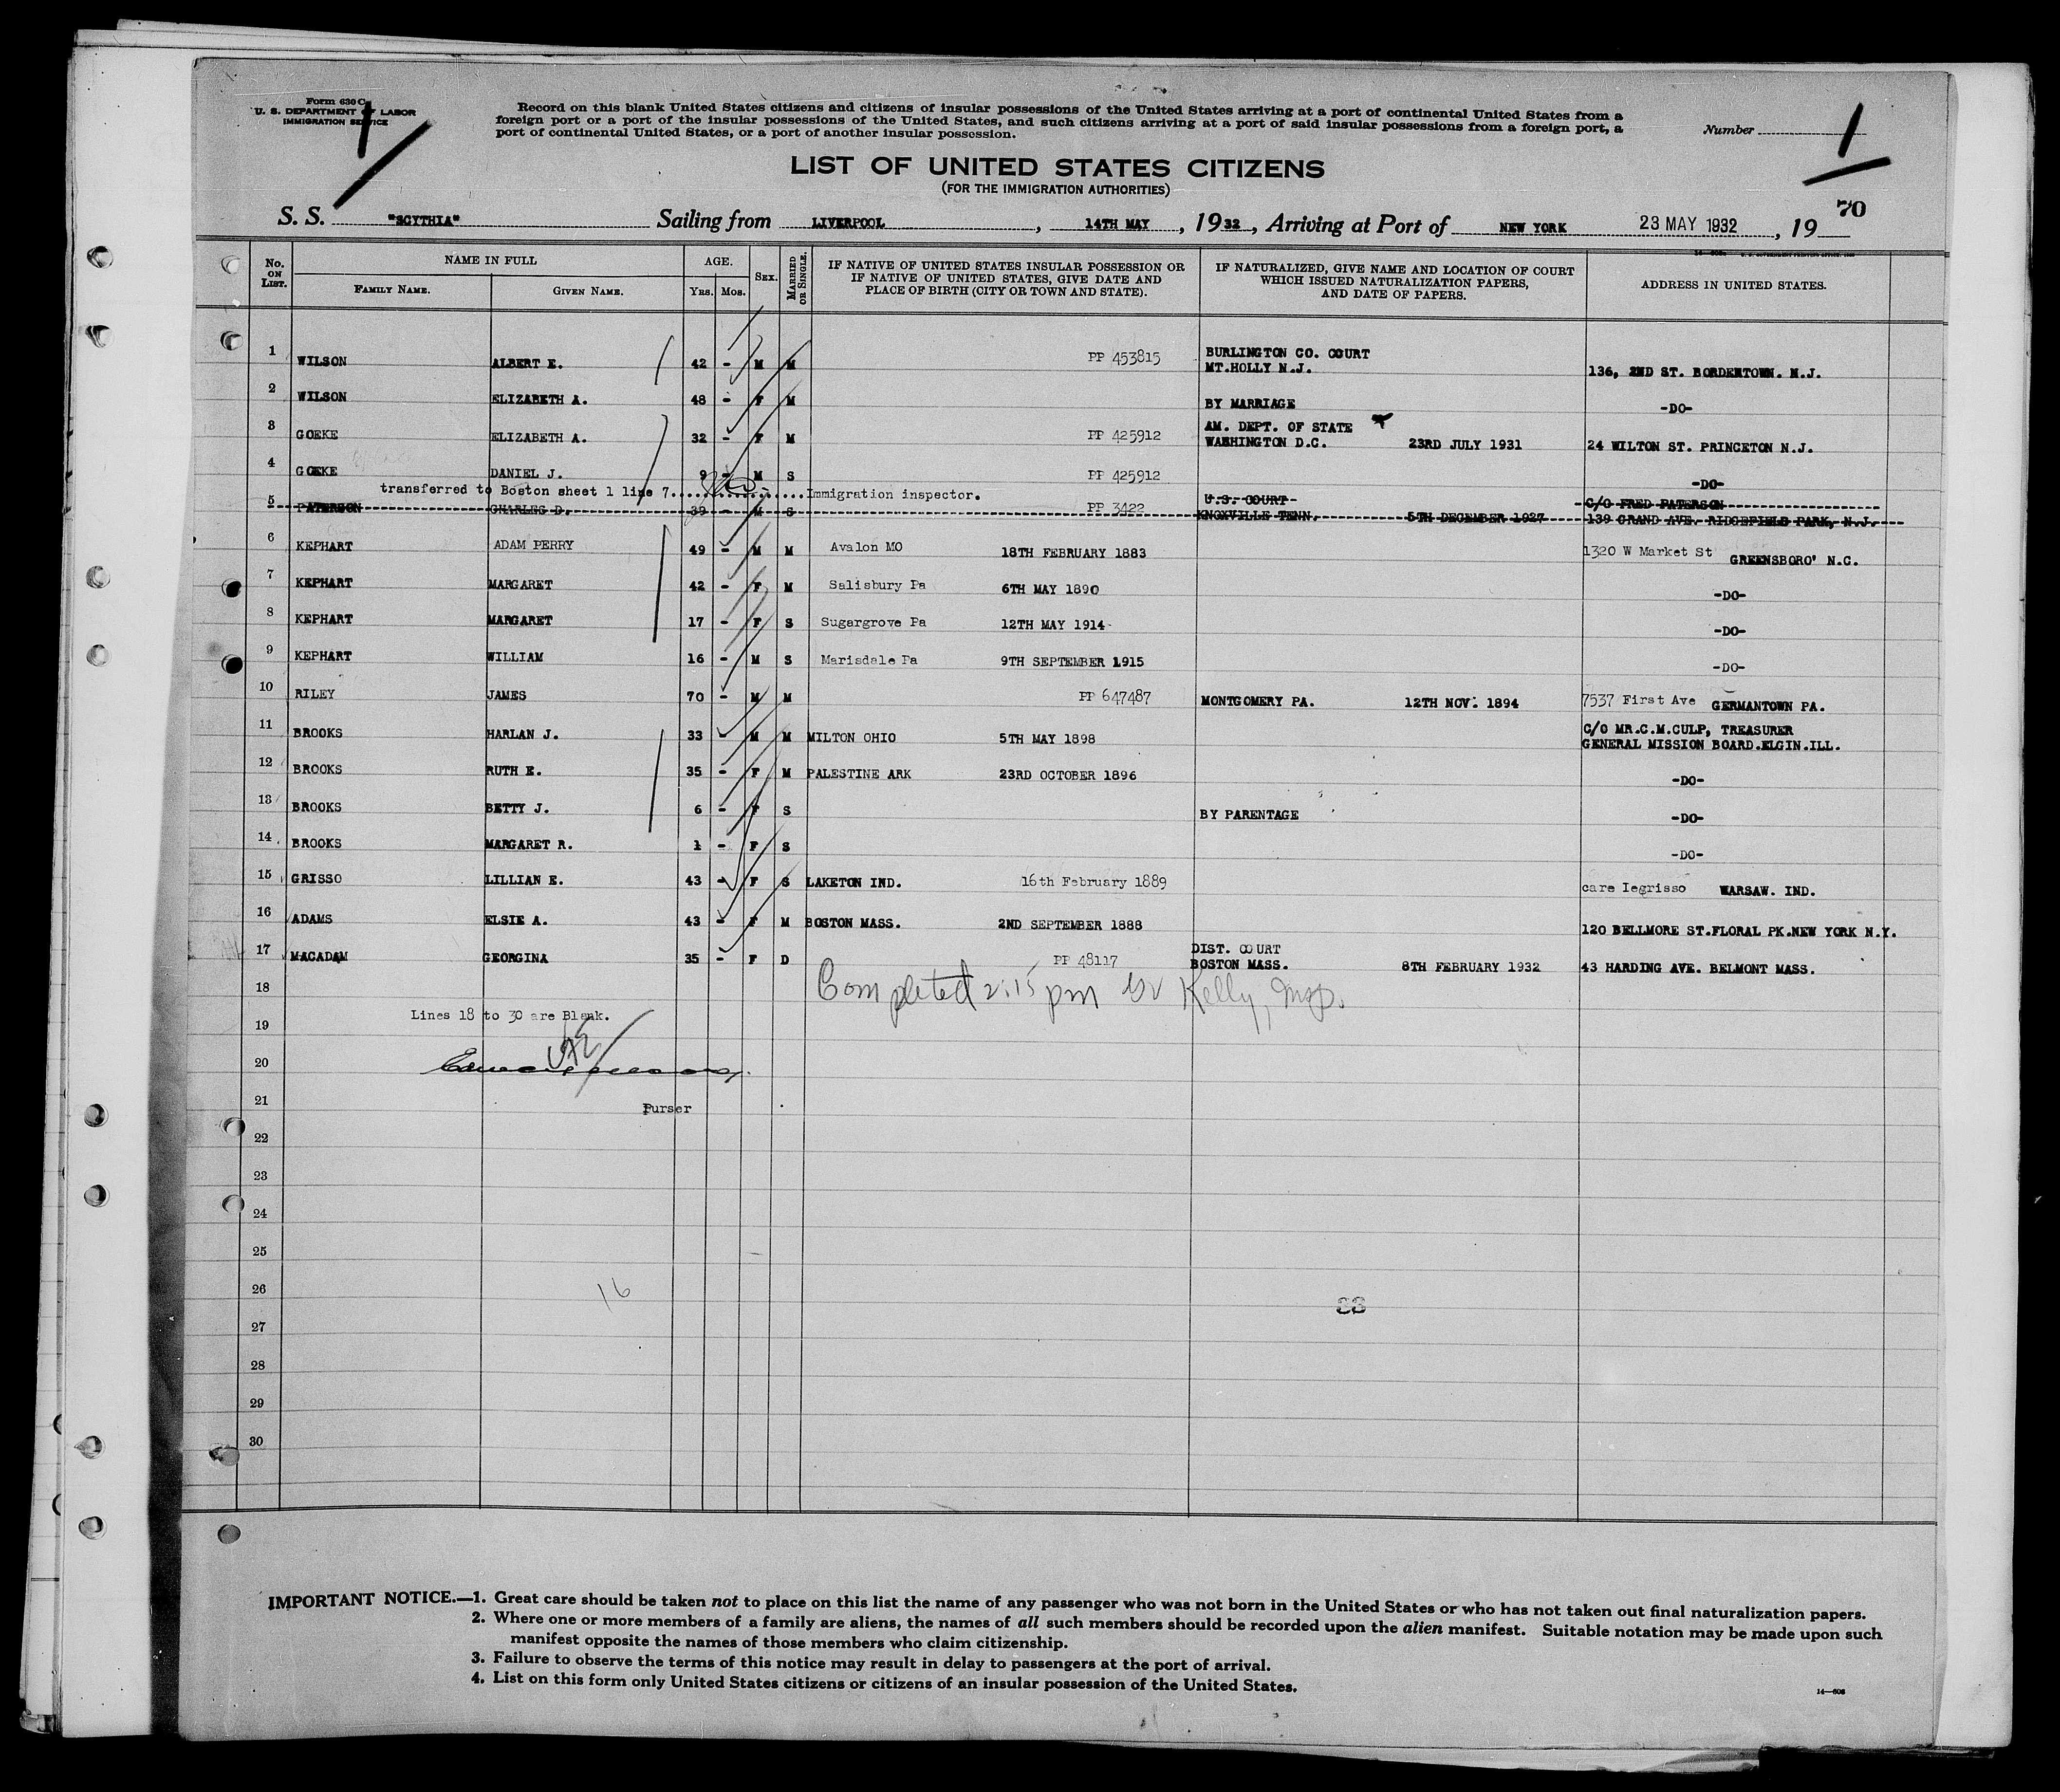 Form 630 C
U. S. DEPARTMENT OF LABOR
IMMIGRATION SERVICE
1
Record on this blank United States citizens and citizens of insular possessions of the United States arriving at a port of continental United States from a
foreign port or a port of the insular possessions of the United States, and such citizens arriving at a port of said insular possessions from a foreign port, a
port of continental United States, or a port of another insular possession.
Number 1
LIST OF UNITED STATES CITIZENS
(FOR THE IMMIGRATION AUTHORITIES)
70
S. S. "SCYTHIA" Sailing from LIVERPOOL, 14TH MAY, 1932, Arriving at Port of NEW YORK 23 MAY 1932, 19
No. ON LIST. NAME IN FULL FAMILY NAME. GIVEN NAME. AGE. Yrs. Mos. SEX. MARRIED OR SINGLE. IF NATIVE OF UNITED STATES INSULAR POSSESSION OR IF NATIVE OF UNITED STATES, GIVE DATE AND PLACE OF BIRTH (CITY OR TOWN AND STATE). IF NATURALIZED, GIVE NAME AND LOCATION OF COURT WHICH ISSUED NATURALIZATION PAPERS, AND DATE OF PAPERS. ADDRESS IN UNITED STATES.
1 WILSON ALBERT E. 42 - M M PP 453815 BURLINGTON CO. COURT MT.HOLLY N.J. 136, 2ND ST. BORDENTOWN. N.J.
2 WILSON ELIZABETH A. 48 - F M BY MARRIAGE -DO-
3 GOEKE ELIZABETH A. 32 - F M PP 425912 AM. DEPT. OF STATE WASHINGTON D.C. 23RD JULY 1931 24 WILTON ST. PRINCETON N.J.
4 GOEKE DANIEL J. 9 - M S PP 425912 -DO-
transferred to Boston sheet 1 line 7..................Immigration inspector.
5 PATERSON CHARLES D. 39 - M S PP 3422 U.S. COURT KNOXVILLE TENN. 5TH DECEMBER 1927 C/O FRED PATERSON 139 GRAND AVE. RIDGEFIELD PARK, N.J.
6 KEPHART ADAM PERRY 49 - M M Avalon MO 18TH FEBRUARY 1883 1320 W Market St GREENSBORO' N.C.
7 KEPHART MARGARET 42 - F M Salisbury Pa 6TH MAY 1890 -DO-
8 KEPHART MARGARET 17 - F S Sugargrove Pa 12TH MAY 1914 -DO-
9 KEPHART WILLIAM 16 - M S Marisdale Pa 9TH SEPTEMBER 1915 -DO-
10 RILEY JAMES 70 - M M PP 647487 MONTGOMERY PA. 12TH NOV. 1894 7537 First Ave GERMANTOWN PA.
11 BROOKS HARLAN J. 33 - M M MILTON OHIO 5TH MAY 1898 C/O MR.C.M.CULP, TREASURER GENERAL MISSION BOARD.ELGIN.ILL.
12 BROOKS RUTH E. 35 - F M PALESTINE ARK 23RD OCTOBER 1896 -DO-
13 BROOKS BETTY J. 6 - F S BY PARENTAGE -DO-
14 BROOKS MARGARET R. 1 - F S -DO-
15 GRISSO LILLIAN E. 43 - F S LAKETON IND. 16th February 1889 care Iegrisso WARSAW. IND.
16 ADAMS ELSIE A. 43 - F M BOSTON MASS. 2ND SEPTEMBER 1888 120 BELLMORE ST.FLORAL PK.NEW YORK N.Y.
17 MACADAM GEORGINA 35 - F D PP 48117 DIST. COURT BOSTON MASS. 8TH FEBRUARY 1932 43 HARDING AVE. BELMONT MASS.
18 Completed 2:15 pm Kelly, Insp.
Lines 18 to 30 are Blank.
19
20
21 Purser
22
23
24
25
26 16 88
27
28
29
30
IMPORTANT NOTICE.—1. Great care should be taken not to place on this list the name of any passenger who was not born in the United States or who has not taken out final naturalization papers.
2. Where one or more members of a family are aliens, the names of all such members should be recorded upon the alien manifest. Suitable notation may be made upon such
manifest opposite the names of those members who claim citizenship.
3. Failure to observe the terms of this notice may result in delay to passengers at the port of arrival.
4. List on this form only United States citizens or citizens of an insular possession of the United States.
14—608